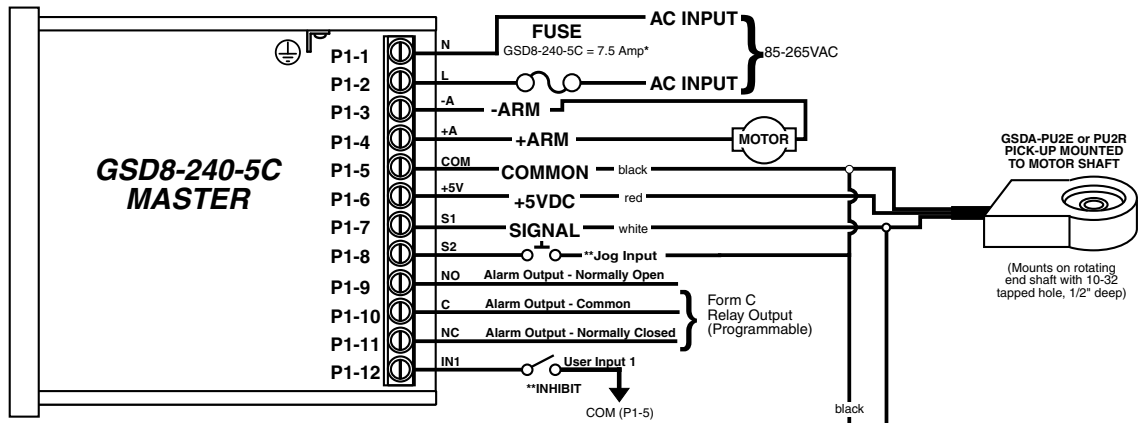 N AC INPUT
FUSE
GSD8-240-5C = 7.5 Amp*
85-265VAC
P1-1
L AC INPUT
P1-2
-A -ARM
P1-3
+A +ARM MOTOR
P1-4
GSD8-240-5C
MASTER
COM COMMON black
P1-5
+5V +5VDC red
P1-6
S1 SIGNAL white
P1-7
S2 **Jog Input
P1-8
NO Alarm Output - Normally Open
P1-9
C Alarm Output - Common
P1-10
NC Alarm Output - Normally Closed
P1-11
Form C
Relay Output
(Programmable)
IN1 User Input 1
P1-12
**INHIBIT
COM (P1-5)
black
GSDA-PU2E or PU2R
PICK-UP MOUNTED
TO MOTOR SHAFT
(Mounts on rotating
end shaft with 10-32
tapped hole, 1/2" deep)